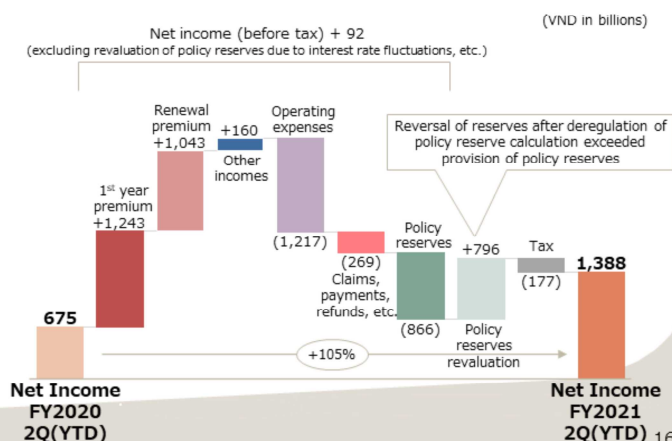 (VND in billions)
Net income (before tax) + 92
(excluding revaluation of policy reserves due to interest rate fluctuations, etc.)
Renewal
premium
+1,043
+160
Other
incomes
Operating
expenses
(1,217)
Reversal of reserves after deregulation of
policy reserve calculation exceeded
provision of policy reserves
1st year
premium
+1,243
(269)
Claims,
payments,
refunds, etc.
Policy
reserves
(866)
+796
Policy
reserves
revaluation
Tax
(177)
1,388
675
+105%
Net Income
FY2020
2Q(YTD)
Net Income
FY2021
2Q(YTD)
16